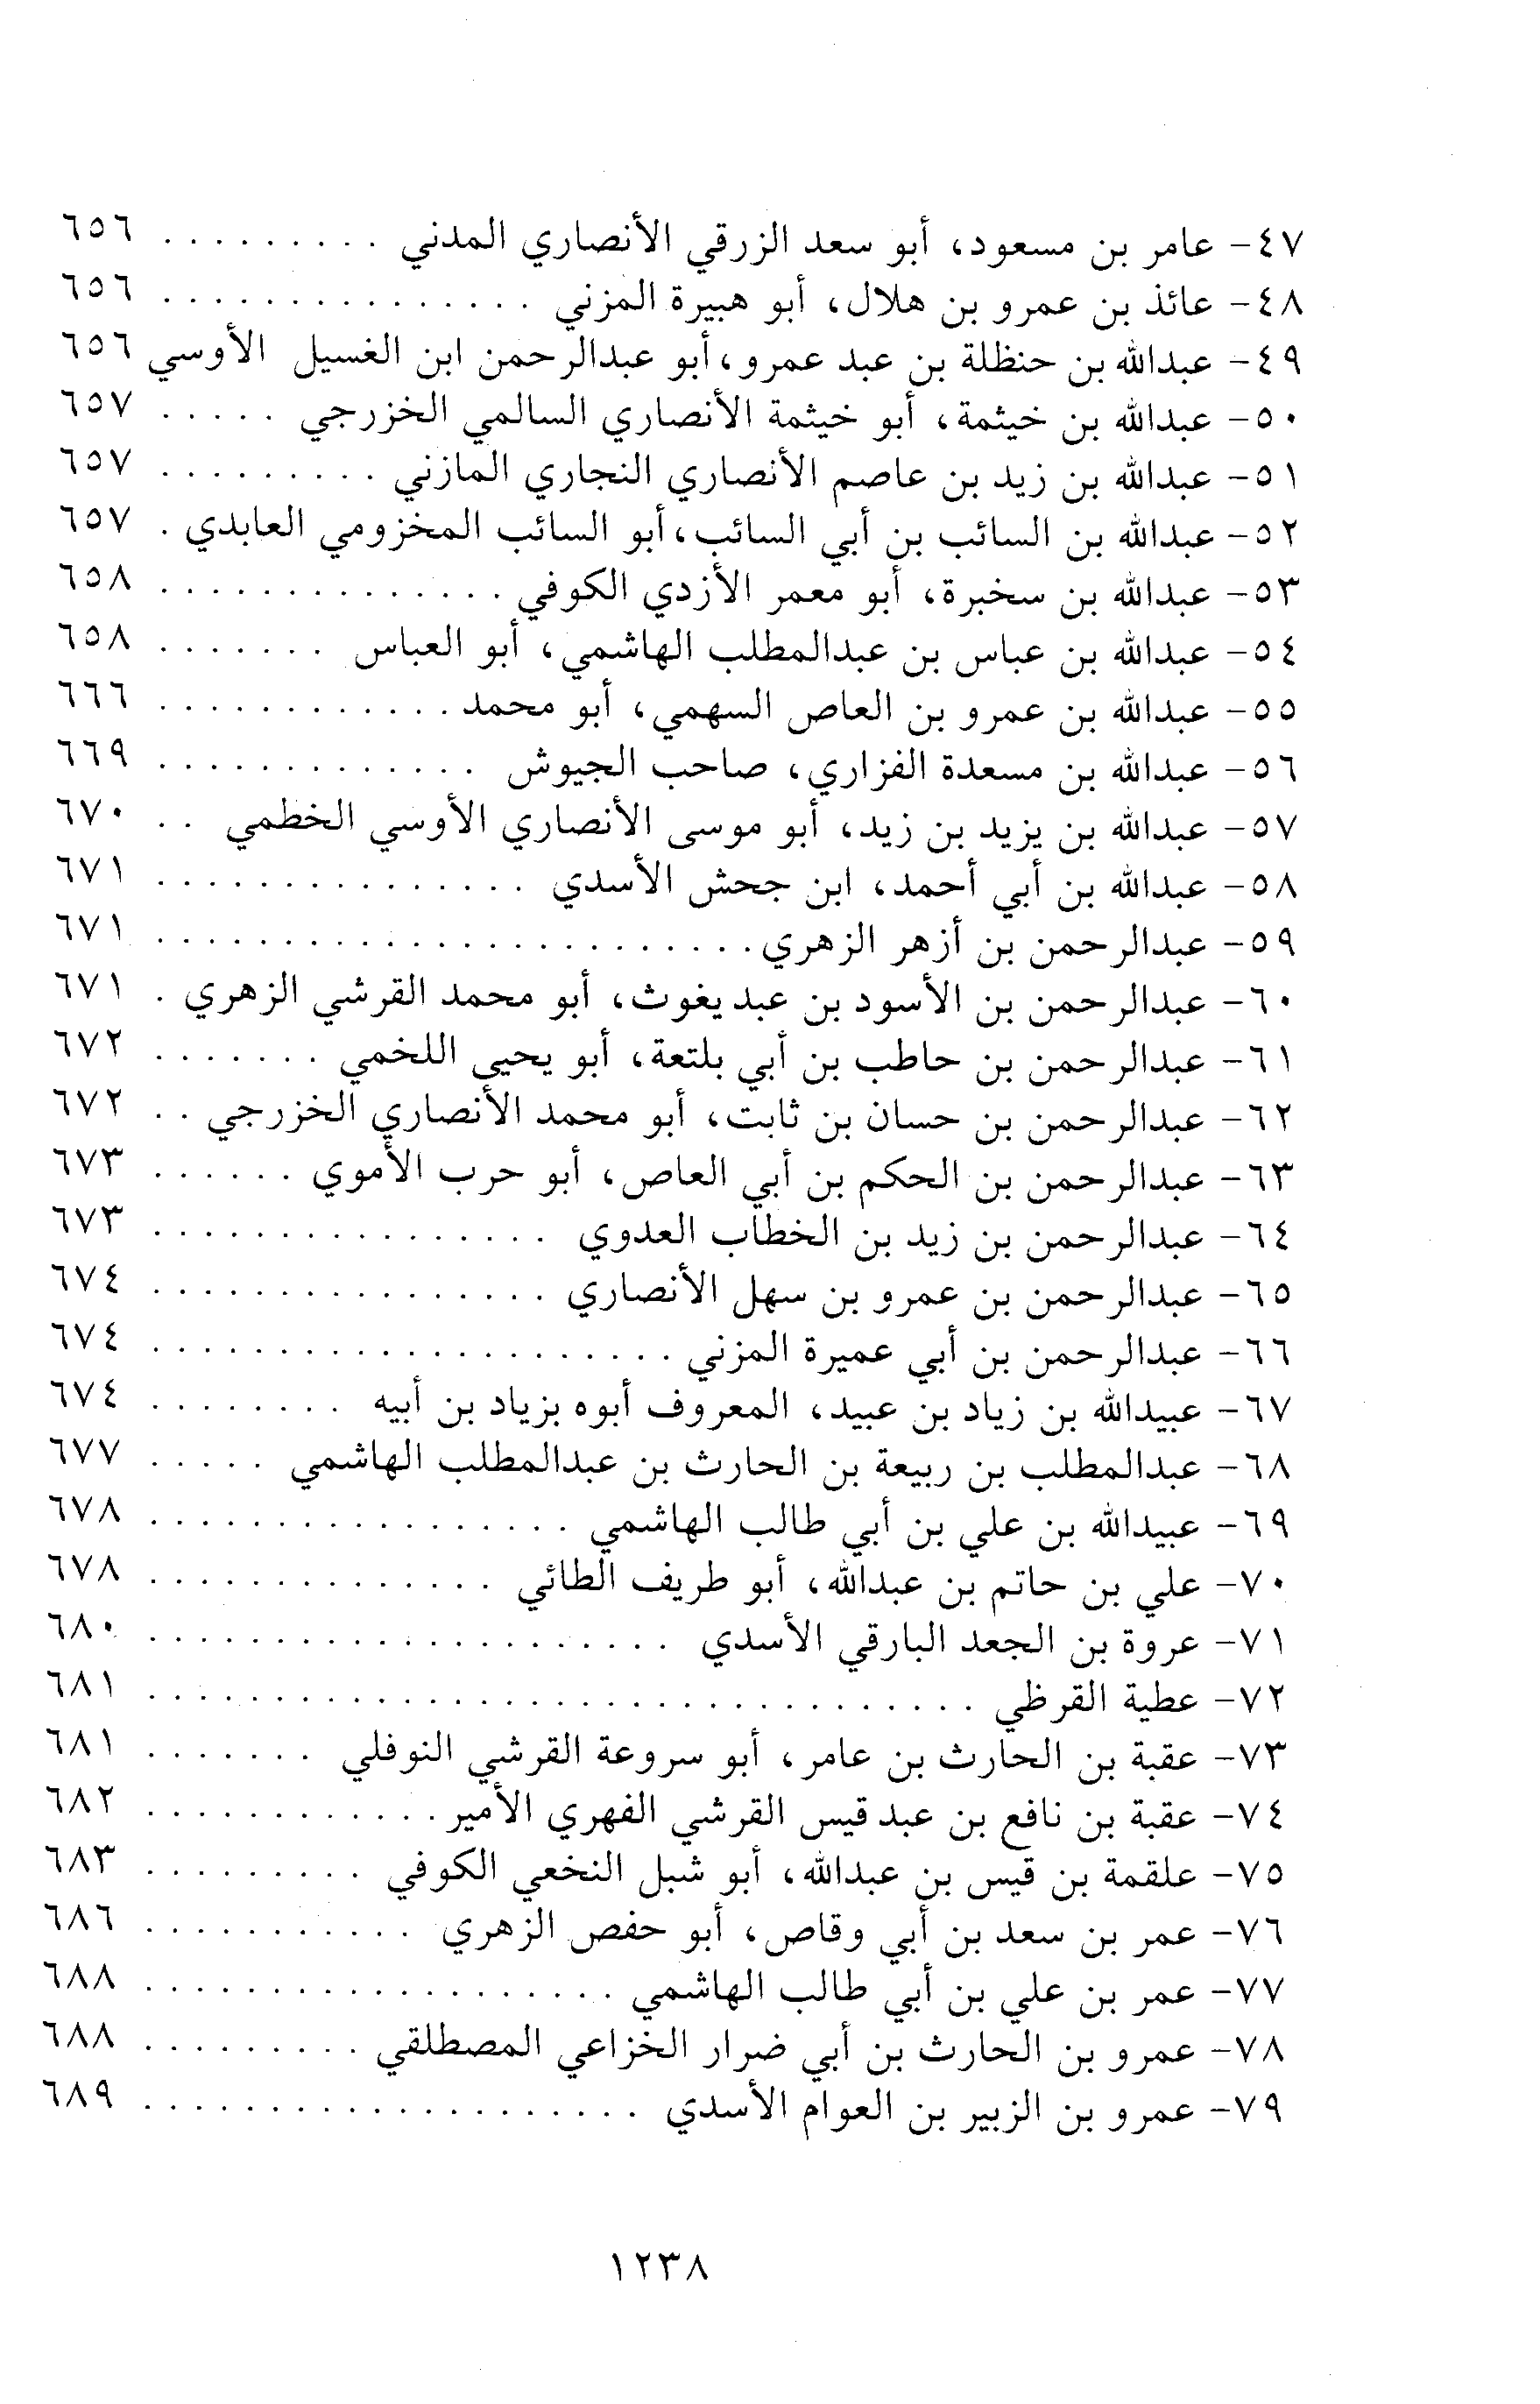 ٤٧- عامر بن مسعود، أبو سعد الزرقي الأنصاري المدني . . . . . . . . . ٦٥٦
٤٨- عائذ بن عمرو بن هلال، أبو هبيرة المزني . . . . . . . . . . . . . . . ٦٥٦
٤٩- عبدالله بن حنظلة بن عبد عمرو، أبو عبدالرحمن ابن الغسيل الأوسي ٦٥٦
٥٠- عبدالله بن خيثمة، أبو خيثمة الأنصاري السالمي الخزرجي . . . . . ٦٥٧
٥١- عبدالله بن زيد بن عاصم الأنصاري النجاري المازني . . . . . . . . . ٦٥٧
٥٢- عبدالله بن السائب بن أبي السائب، أبو السائب المخزومي العابدي . ٦٥٧
٥٣- عبدالله بن سخبرة، أبو معمر الأزدي الكوفي . . . . . . . . . . . . . . ٦٥٨
٥٤- عبدالله بن عباس بن عبدالمطلب الهاشمي، أبو العباس . . . . . . . ٦٥٨
٥٥- عبدالله بن عمرو بن العاص السهمي، أبو محمد . . . . . . . . . . . . ٦٦٦
٥٦- عبدالله بن مسعدة الفزاري، صاحب الجيوش . . . . . . . . . . . . . ٦٦٩
٥٧- عبدالله بن يزيد بن زيد، أبو موسى الأنصاري الأوسي الخطمي . . ٦٧٠
٥٨- عبدالله بن أبي أحمد، ابن جحش الأسدي . . . . . . . . . . . . . . . ٦٧١
٥٩- عبدالرحمن بن أزهر الزهري . . . . . . . . . . . . . . . . . . . . . . . . ٦٧١
٦٠- عبدالرحمن بن الأسود بن عبد يغوث، أبو محمد القرشي الزهري . ٦٧١
٦١- عبدالرحمن بن حاطب بن أبي بلتعة، أبو يحيى اللخمي . . . . . . . ٦٧٢
٦٢- عبدالرحمن بن حسان بن ثابت، أبو محمد الأنصاري الخزرجي . . ٦٧٢
٦٣- عبدالرحمن بن الحكم بن أبي العاص، أبو حرب الأموي . . . . . . ٦٧٣
٦٤- عبدالرحمن بن زيد بن الخطاب العدوي . . . . . . . . . . . . . . . . ٦٧٣
٦٥- عبدالرحمن بن عمرو بن سهل الأنصاري . . . . . . . . . . . . . . . . ٦٧٤
٦٦- عبدالرحمن بن أبي عميرة المزني . . . . . . . . . . . . . . . . . . . . . ٦٧٤
٦٧- عبيدالله بن زياد بن عبيد، المعروف أبوه بزياد بن أبيه . . . . . . . . ٦٧٤
٦٨- عبدالمطلب بن ربيعة بن الحارث بن عبدالمطلب الهاشمي . . . . . ٦٧٧
٦٩- عبيدالله بن علي بن أبي طالب الهاشمي . . . . . . . . . . . . . . . . . ٦٧٨
٧٠- علي بن حاتم بن عبدالله، أبو طريف الطائي . . . . . . . . . . . . . . ٦٧٨
٧١- عروة بن الجعد البارقي الأسدي . . . . . . . . . . . . . . . . . . . . . ٦٨٠
٧٢- عطية القرظي . . . . . . . . . . . . . . . . . . . . . . . . . . . . . . . . . ٦٨١
٧٣- عقبة بن الحارث بن عامر، أبو سروعة القرشي النوفلي . . . . . . . ٦٨١
٧٤- عقبة بن نافع بن عبد قيس القرشي الفهري الأمير . . . . . . . . . . . . ٦٨٢
٧٥- علقمة بن قيس بن عبدالله، أبو شبل النخعي الكوفي . . . . . . . . . ٦٨٣
٧٦- عمر بن سعد بن أبي وقاص، أبو حفص الزهري . . . . . . . . . . . ٦٨٦
٧٧- عمر بن علي بن أبي طالب الهاشمي . . . . . . . . . . . . . . . . . . . ٦٨٨
٧٨- عمرو بن الحارث بن أبي ضرار الخزاعي المصطلقي . . . . . . . . . ٦٨٨
٧٩- عمرو بن الزبير بن العوام الأسدي . . . . . . . . . . . . . . . . . . . . ٦٨٩
١٢٣٨